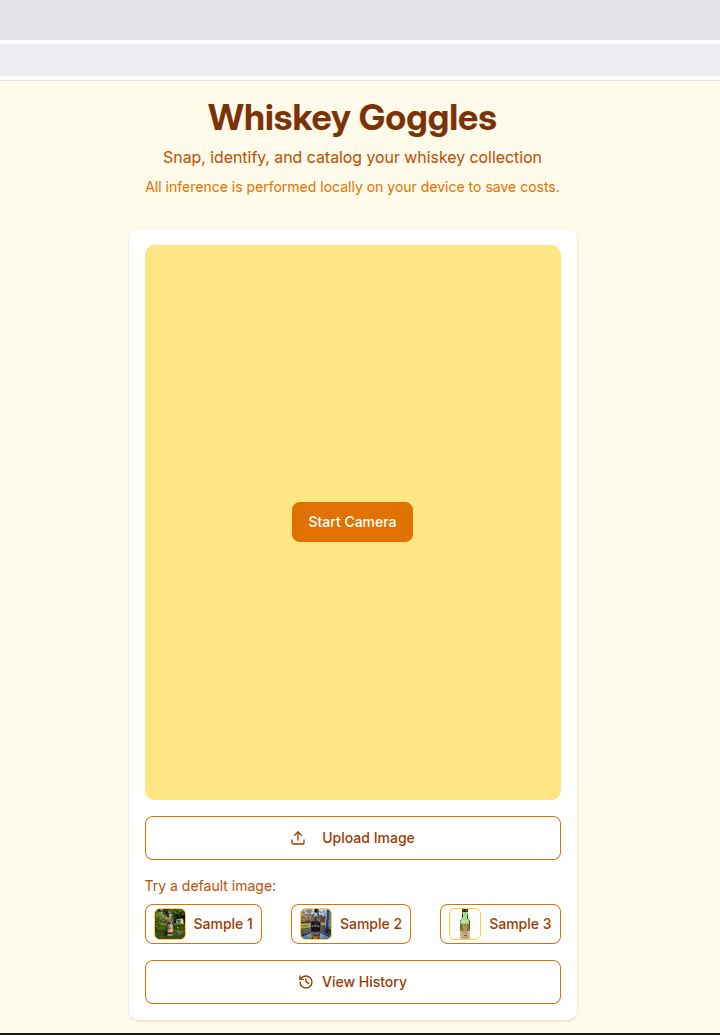 Whiskey Goggles
Snap, identify, and catalog your whiskey collection
All inference is performed locally on your device to save costs.
Start Camera
Upload Image
Try a default image:
Sample 1
Sample 2
Sample 3
View History